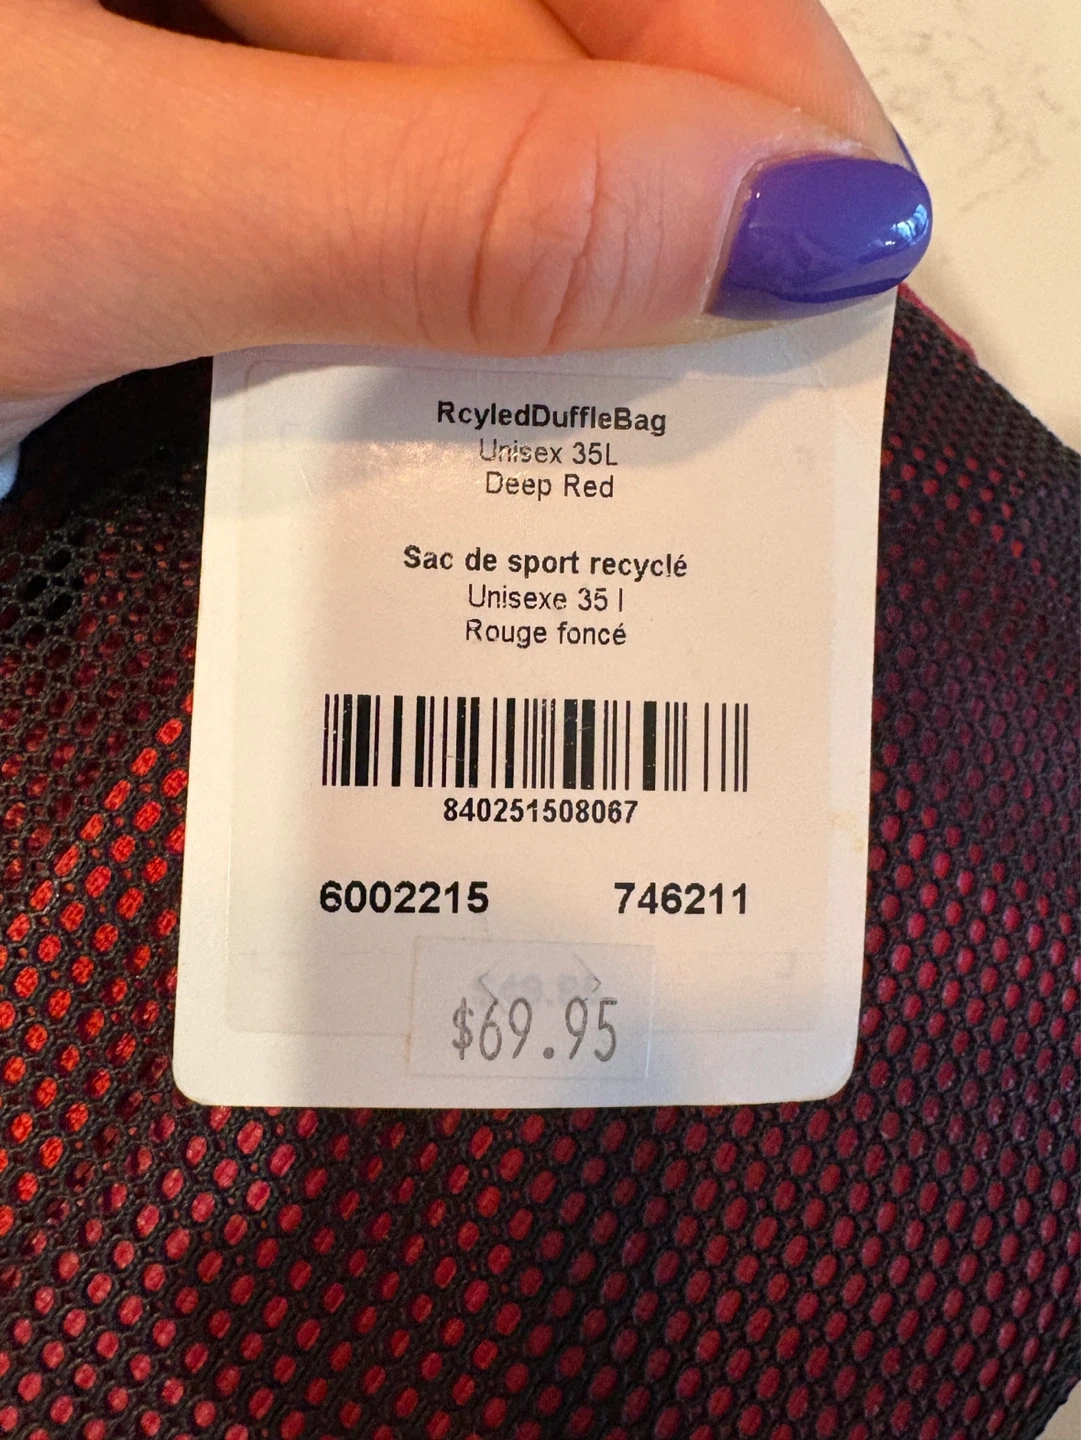 RcyledDuffleBag
Unisex 35L
Deep Red
Sac de sport recyclé
Unisexe 35 l
Rouge foncé
840251508067
6002215 746211
$69.95